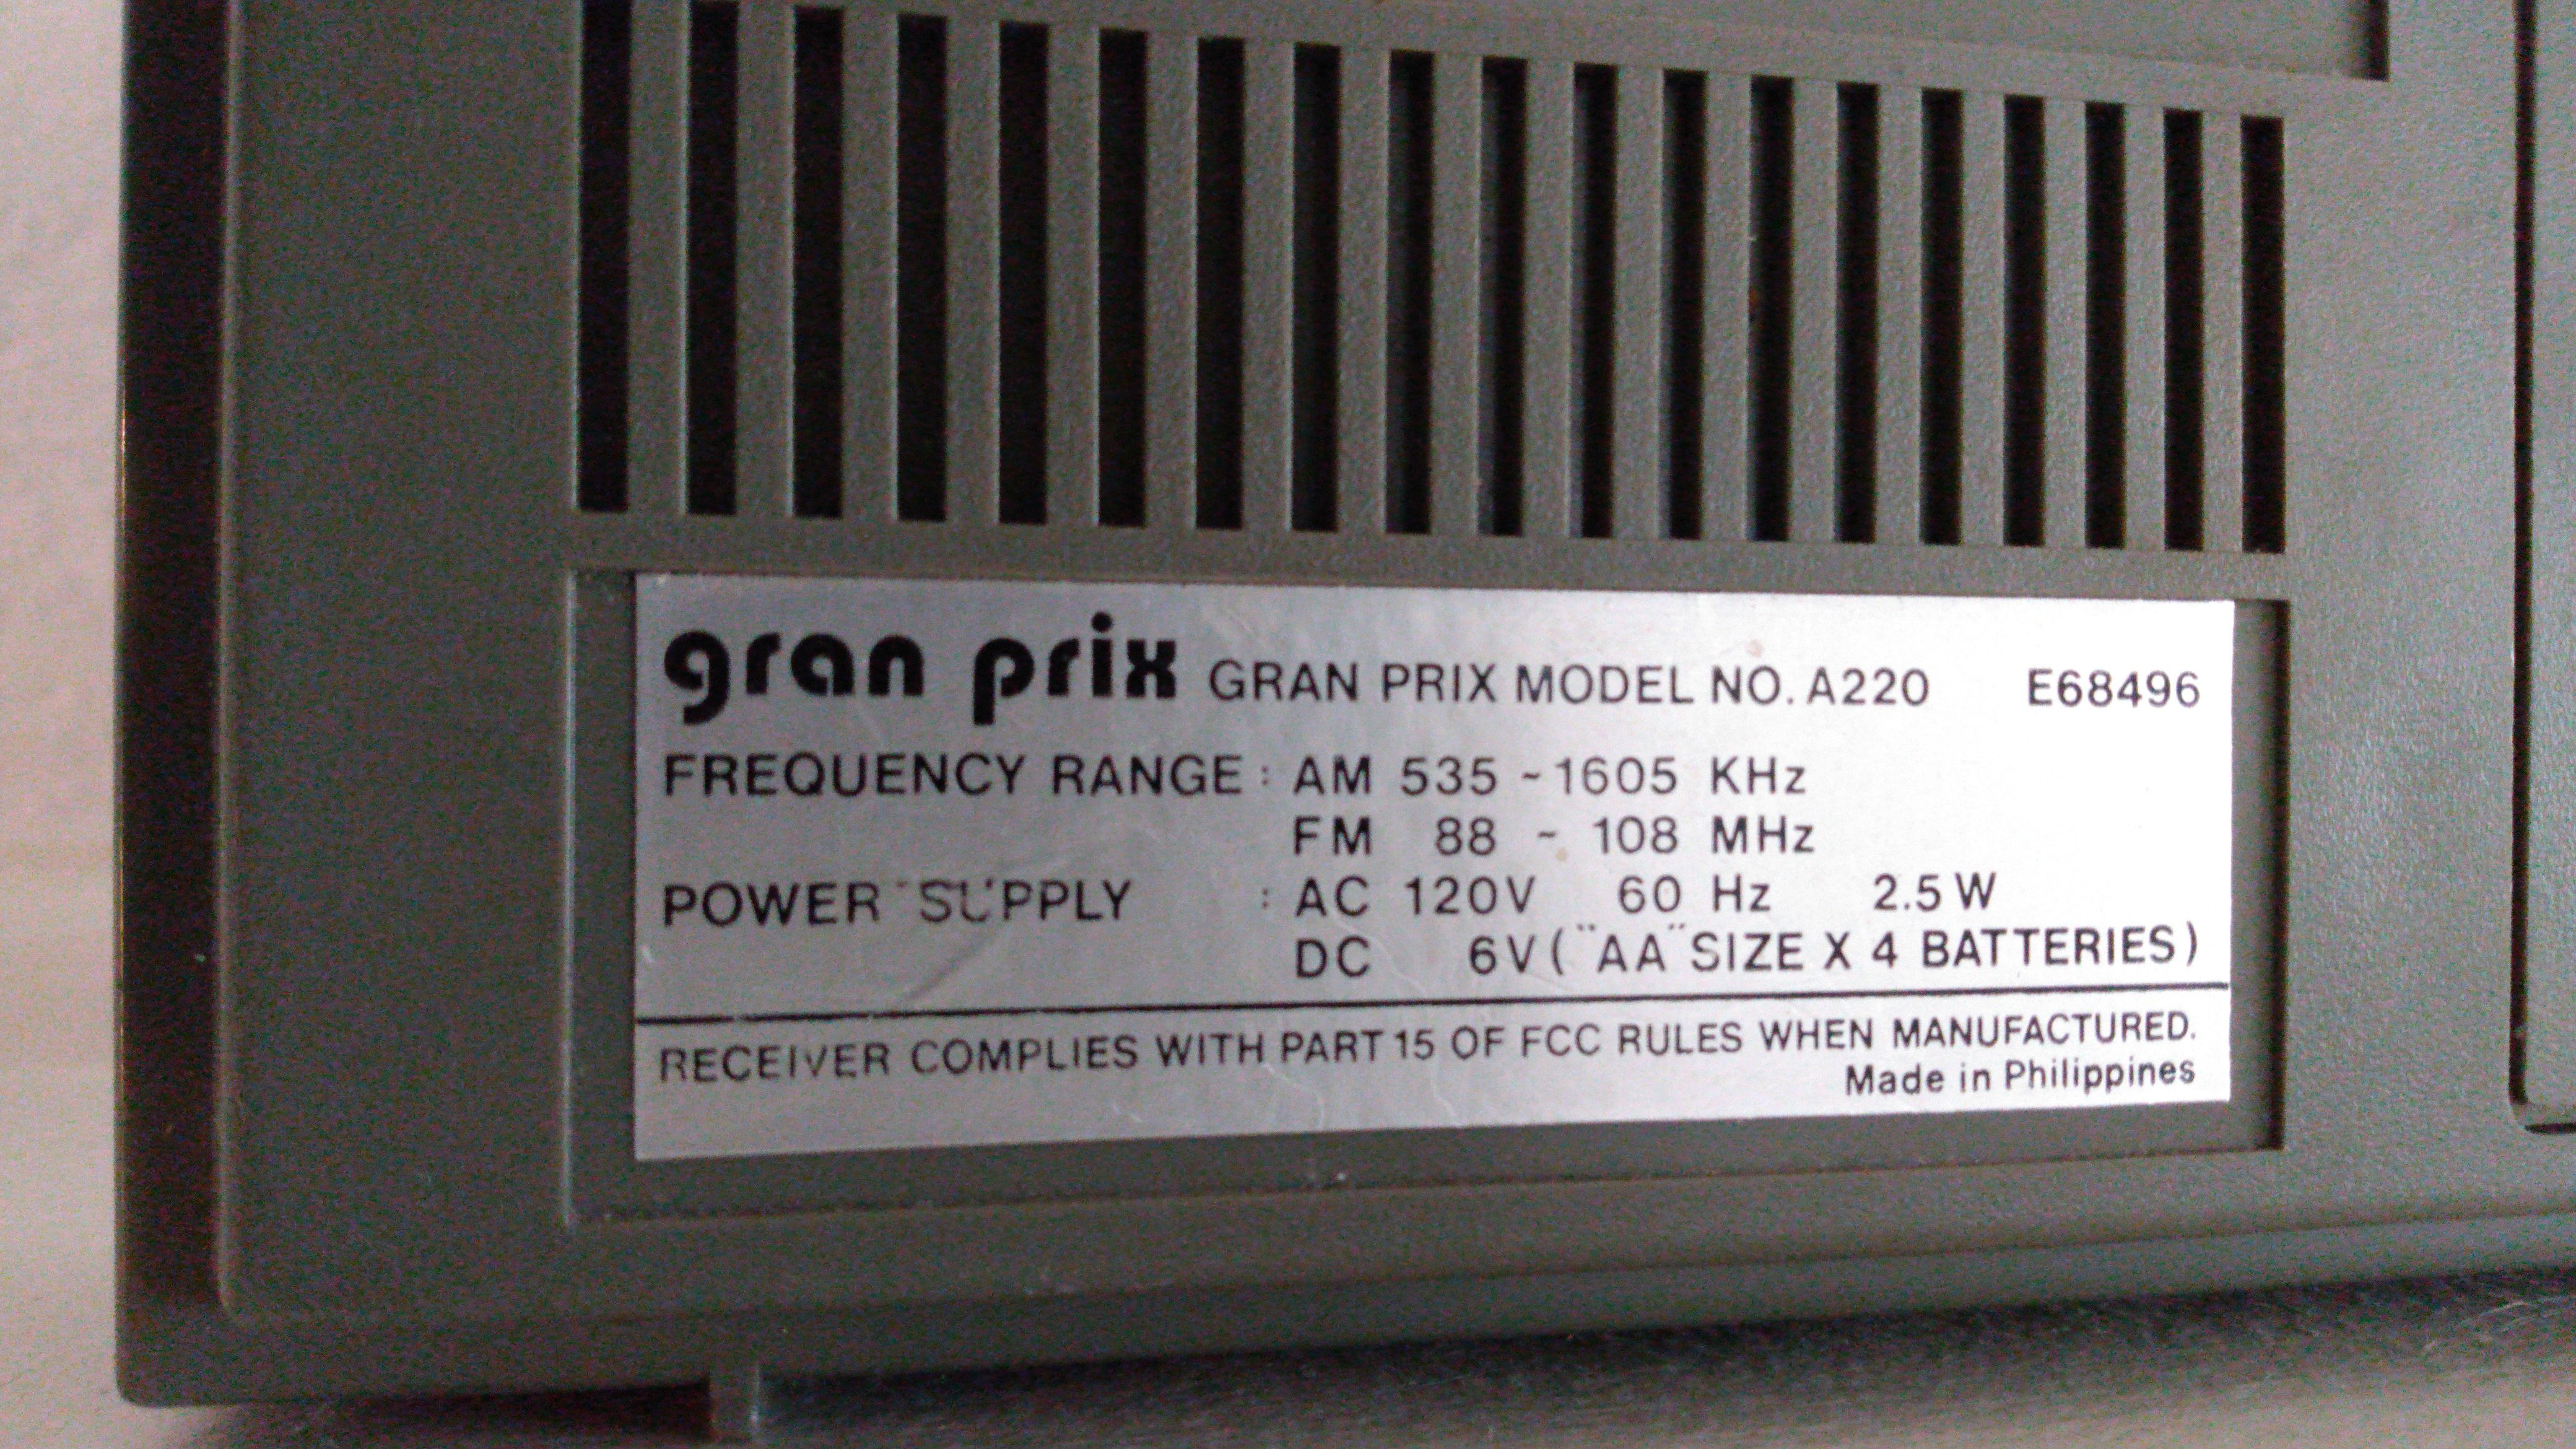 gran prix GRAN PRIX MODEL NO. A220 E68496
FREQUENCY RANGE : AM 535 ~ 1605 KHz
FM 88 ~ 108 MHz
POWER SUPPLY : AC 120V 60 Hz 2.5 W
DC 6V ("AA" SIZE X 4 BATTERIES)
RECEIVER COMPLIES WITH PART 15 OF FCC RULES WHEN MANUFACTURED.
Made in Philippines